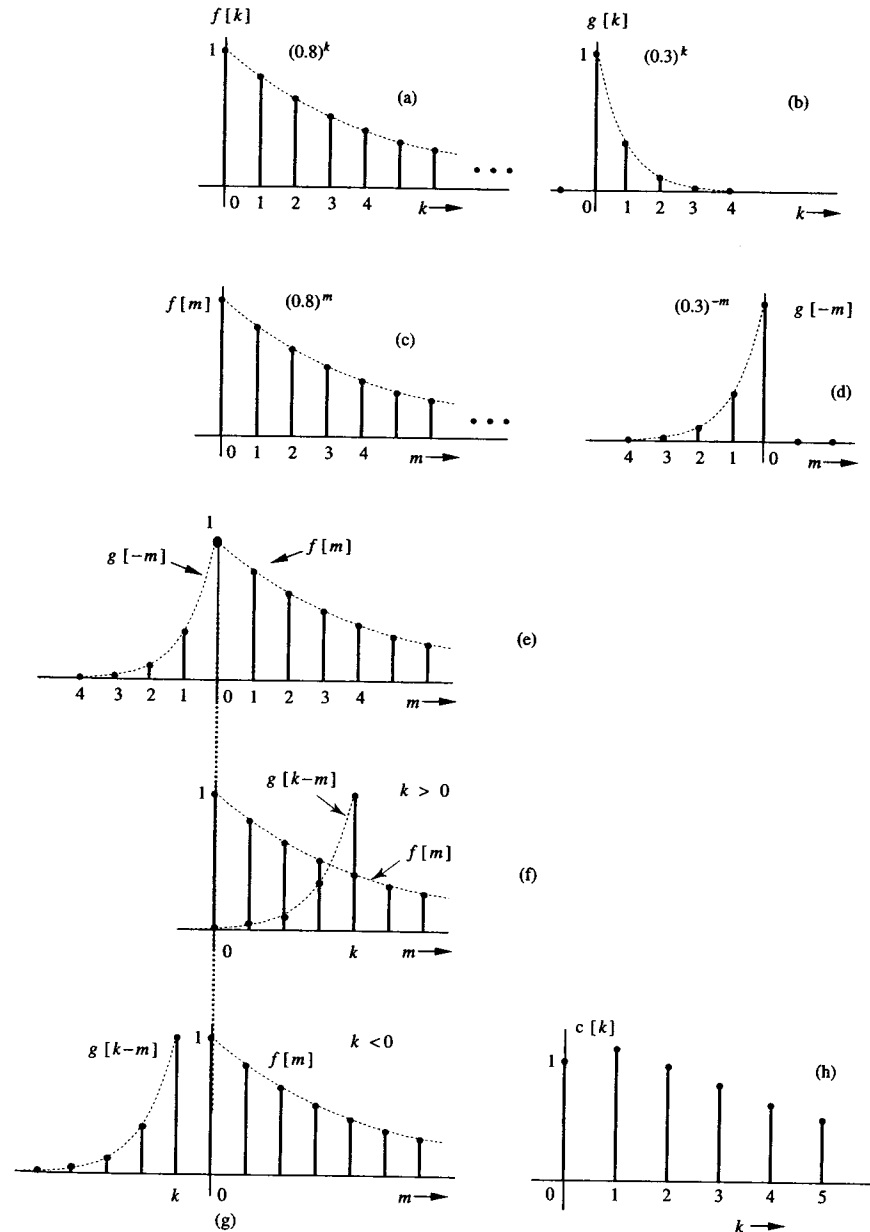 f [k]
1
(0.8)^k
(a)
0 1 2 3 4 k
g [k]
1
(0.3)^k
(b)
0 1 2 3 4 k
f [m]
(0.8)^m
(c)
0 1 2 3 4 m
(0.3)^-m
g [-m]
(d)
4 3 2 1 0 m
1
g [-m]
f [m]
(e)
4 3 2 1 0 1 2 3 4 m
g [k-m]
k > 0
1
f [m]
(f)
0 k m
g [k-m]
1
k < 0
f [m]
k 0 m
(g)
c [k]
1
(h)
0 1 2 3 4 5
k